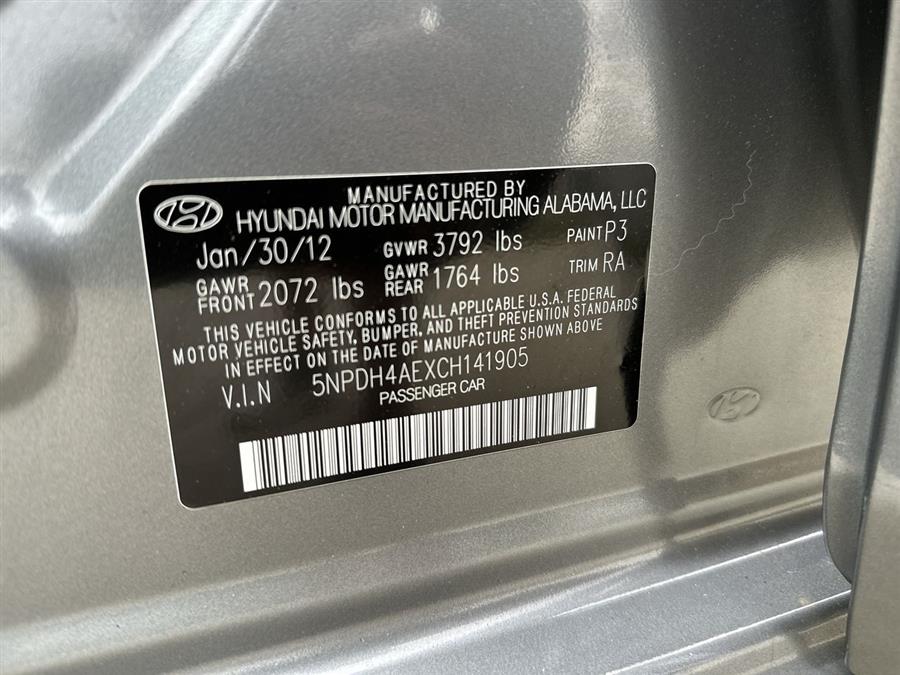 MANUFACTURED BY
HYUNDAI MOTOR MANUFACTURING ALABAMA, LLC
Jan/30/12 GVWR 3792 lbs PAINT P3
GAWR FRONT 2072 lbs GAWR REAR 1764 lbs TRIM RA
THIS VEHICLE CONFORMS TO ALL APPLICABLE U.S.A. FEDERAL
MOTOR VEHICLE SAFETY, BUMPER, AND THEFT PREVENTION STANDARDS
IN EFFECT ON THE DATE OF MANUFACTURE SHOWN ABOVE
V.I.N 5NPDH4AEXCH141905
PASSENGER CAR